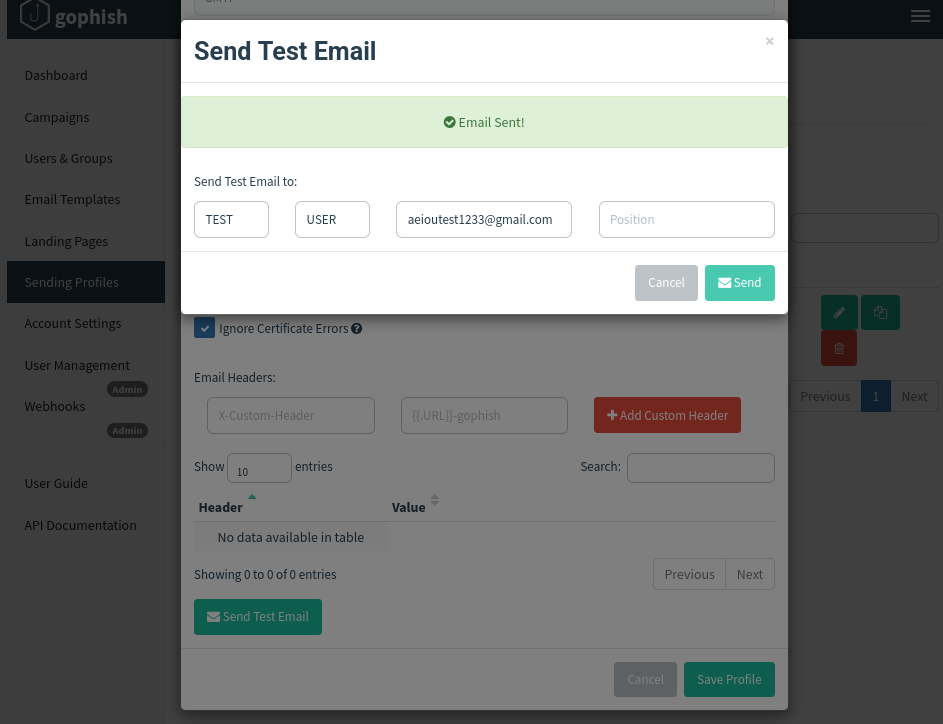 gophish
Send Test Email
×
Email Sent!
Send Test Email to:
TEST
USER
aeioutest1233@gmail.com
Position
Cancel
Send
Dashboard
Campaigns
Users & Groups
Email Templates
Landing Pages
Sending Profiles
Account Settings
User Management
Admin
Webhooks
Admin
User Guide
API Documentation
Ignore Certificate Errors
Email Headers:
X-Custom-Header
{{.URL}}-gophish
Add Custom Header
Show 10 entries
Search:
Header Value
No data available in table
Showing 0 to 0 of 0 entries
Previous Next
Send Test Email
Cancel
Save Profile
Previous 1 Next